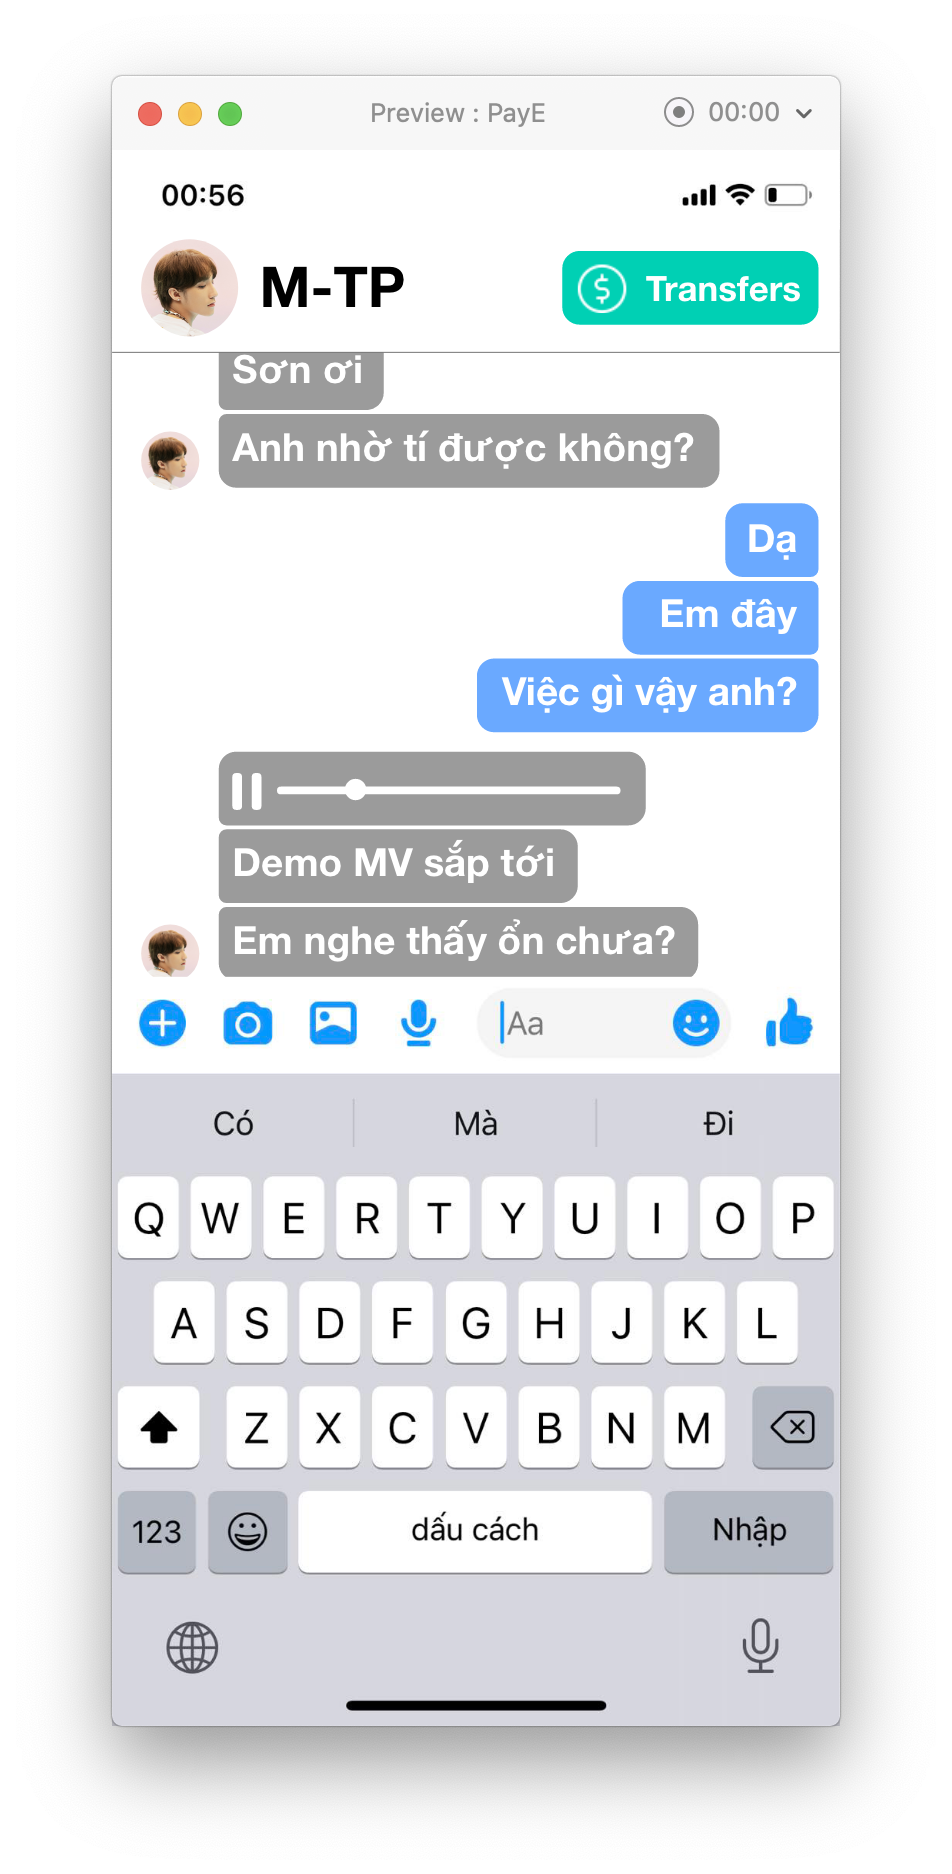 Preview : PayE
00:00
00:56
M-TP
Transfers
Sơn ơi
Anh nhờ tí được không?
Dạ
Em đây
Việc gì vậy anh?
Demo MV sắp tới
Em nghe thấy ổn chưa?
Aa
Có Mà Đi
Q W E R T Y U I O P
A S D F G H J K L
Z X C V B N M
123 dấu cách Nhập